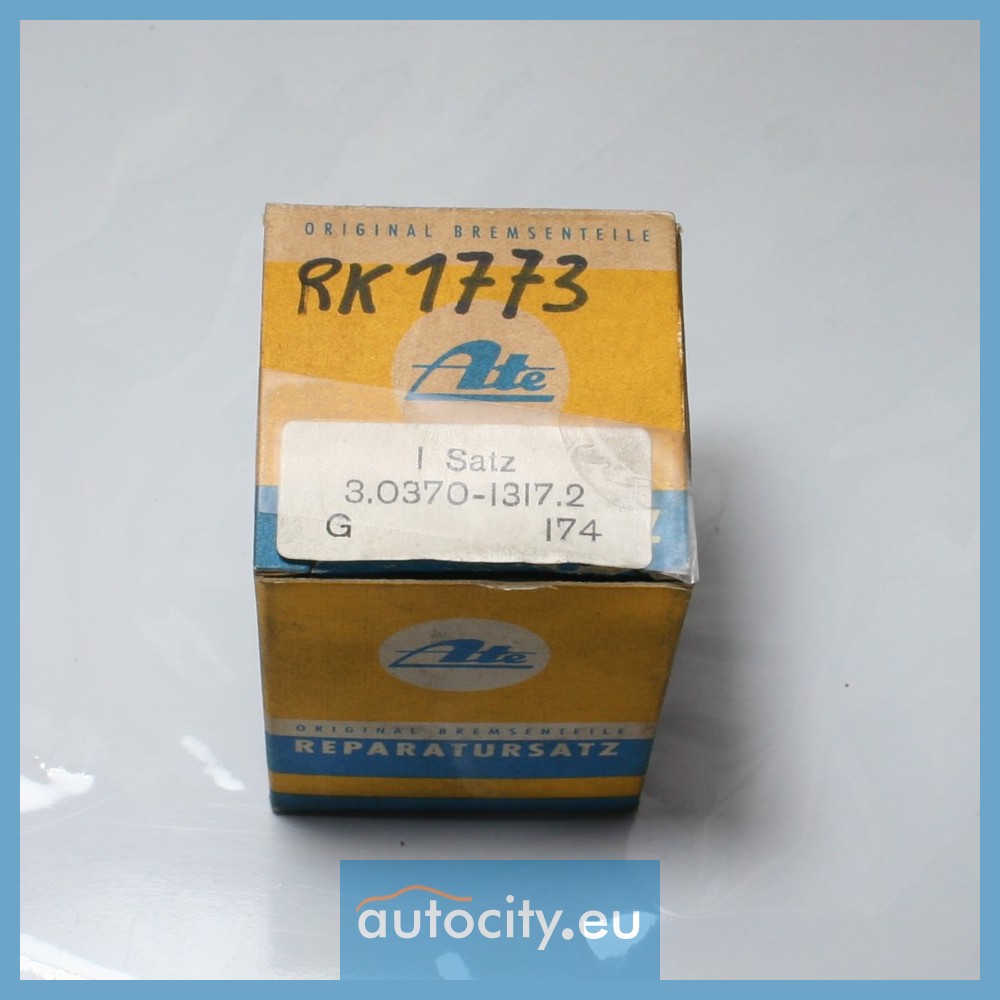 ORIGINAL BREMSENTEILE
RK 1773
Ate
1 Satz
3.0370-1317.2
G 174
Z
Ate
ORIGINAL BREMSENTEILE
REPARATURSATZ
autocity.eu